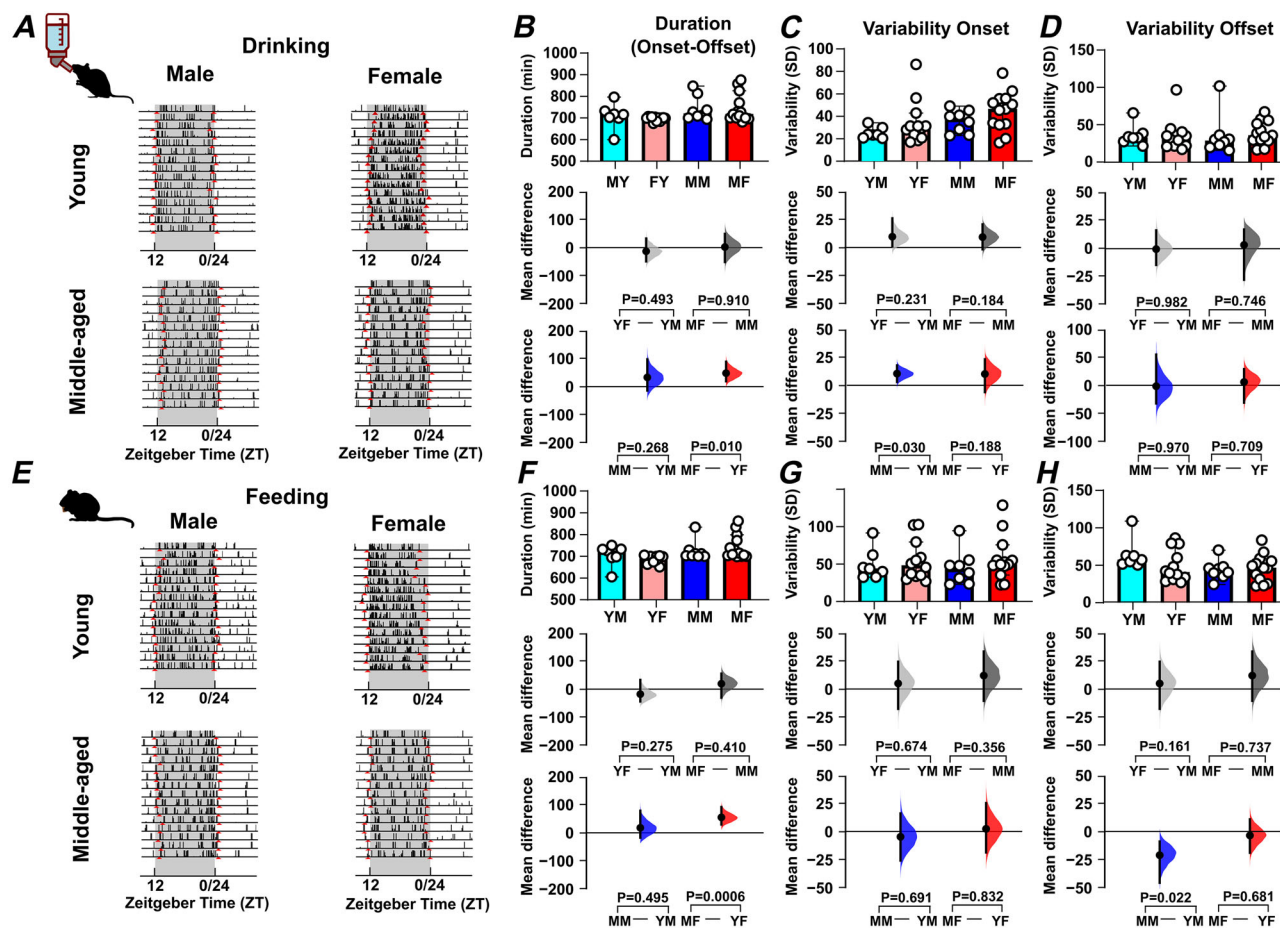 A
Drinking
Male
Female
Young
12
0/24
12
0/24
Middle-aged
12
0/24
12
0/24
Zeitgeber Time (ZT)
Zeitgeber Time (ZT)
B
Duration
(Onset-Offset)
Duration (min)
1000
900
800
700
600
500
MY
FY
MM
MF
Mean difference
200
100
0
−100
−200
P=0.493
P=0.910
YF — YM
MF — MM
Mean difference
200
100
0
−100
−200
P=0.268
P=0.010
MM — YM
MF — YF
C
Variability Onset
Variability (SD)
100
80
60
40
20
0
YM
YF
MM
MF
Mean difference
50
25
0
−25
−50
P=0.231
P=0.184
YF — YM
MF — MM
Mean difference
50
25
0
−25
−50
P=0.030
P=0.188
MM — YM
MF — YF
D
Variability Offset
Variability (SD)
150
100
50
0
YM
YF
MM
MF
Mean difference
50
25
0
−25
−50
P=0.982
P=0.746
YF — YM
MF — MM
Mean difference
100
50
0
−50
−100
P=0.970
P=0.709
MM — YM
MF — YF
E
Feeding
Male
Female
Young
12
0/24
12
0/24
Middle-aged
12
0/24
12
0/24
Zeitgeber Time (ZT)
Zeitgeber Time (ZT)
F
Duration (min)
1000
900
800
700
600
500
YM
YF
MM
MF
Mean difference
200
100
0
−100
−200
P=0.275
P=0.410
YF — YM
MF — MM
Mean difference
200
100
0
−100
−200
P=0.495
P=0.0006
MM — YM
MF — YF
G
Variability (SD)
150
100
50
0
YM
YF
MM
MF
Mean difference
50
25
0
−25
−50
P=0.674
P=0.356
YF — YM
MF — MM
Mean difference
50
25
0
−25
−50
P=0.691
P=0.832
MM — YM
MF — YF
H
Variability (SD)
150
100
50
0
YM
YF
MM
MF
Mean difference
50
25
0
−25
−50
P=0.161
P=0.737
YF — YM
MF — MM
Mean difference
50
25
0
−25
−50
P=0.022
P=0.681
MM — YM
MF — YF